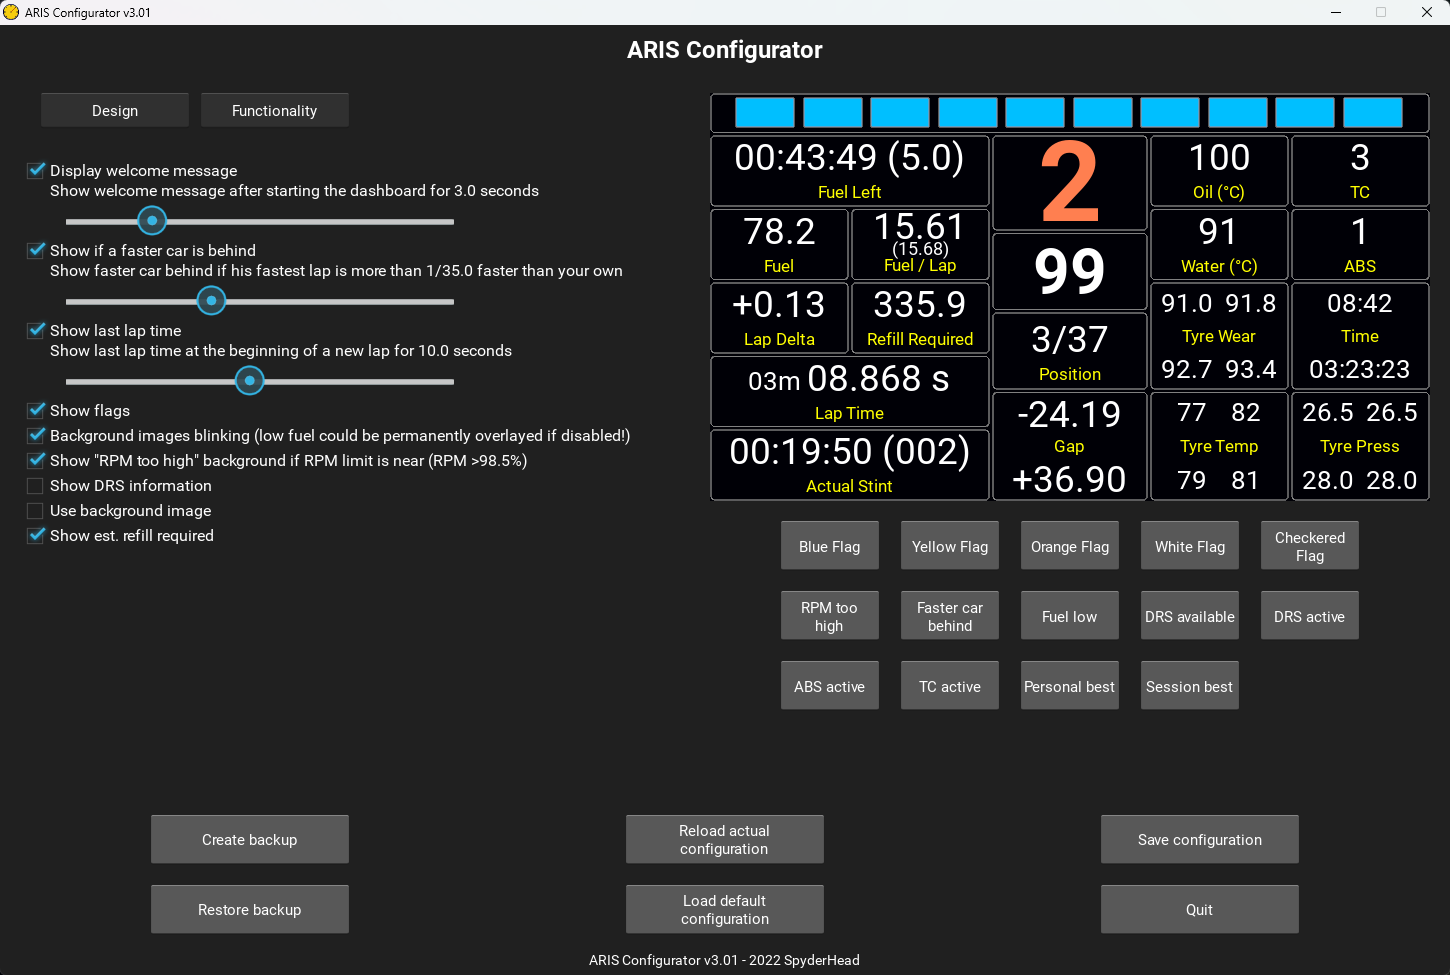 ARIS Configurator v3.01
ARIS Configurator
Design
Functionality
Display welcome message
Show welcome message after starting the dashboard for 3.0 seconds
Show if a faster car is behind
Show faster car behind if his fastest lap is more than 1/35.0 faster than your own
Show last lap time
Show last lap time at the beginning of a new lap for 10.0 seconds
Show flags
Background images blinking (low fuel could be permanently overlayed if disabled!)
Show "RPM too high" background if RPM limit is near (RPM >98.5%)
Show DRS information
Use background image
Show est. refill required
00:43:49 (5.0)
Fuel Left
78.2
Fuel
15.61
(15.68)
Fuel / Lap
+0.13
Lap Delta
335.9
Refill Required
03m 08.868 s
Lap Time
00:19:50 (002)
Actual Stint
2
99
3/37
Position
-24.19
Gap
+36.90
100
Oil (°C)
3
TC
91
Water (°C)
1
ABS
91.0 91.8
Tyre Wear
92.7 93.4
08:42
Time
03:23:23
77 82
Tyre Temp
79 81
26.5 26.5
Tyre Press
28.0 28.0
Blue Flag
Yellow Flag
Orange Flag
White Flag
Checkered
Flag
RPM too
high
Faster car
behind
Fuel low
DRS available
DRS active
ABS active
TC active
Personal best
Session best
Create backup
Reload actual
configuration
Save configuration
Restore backup
Load default
configuration
Quit
ARIS Configurator v3.01 - 2022 SpyderHead